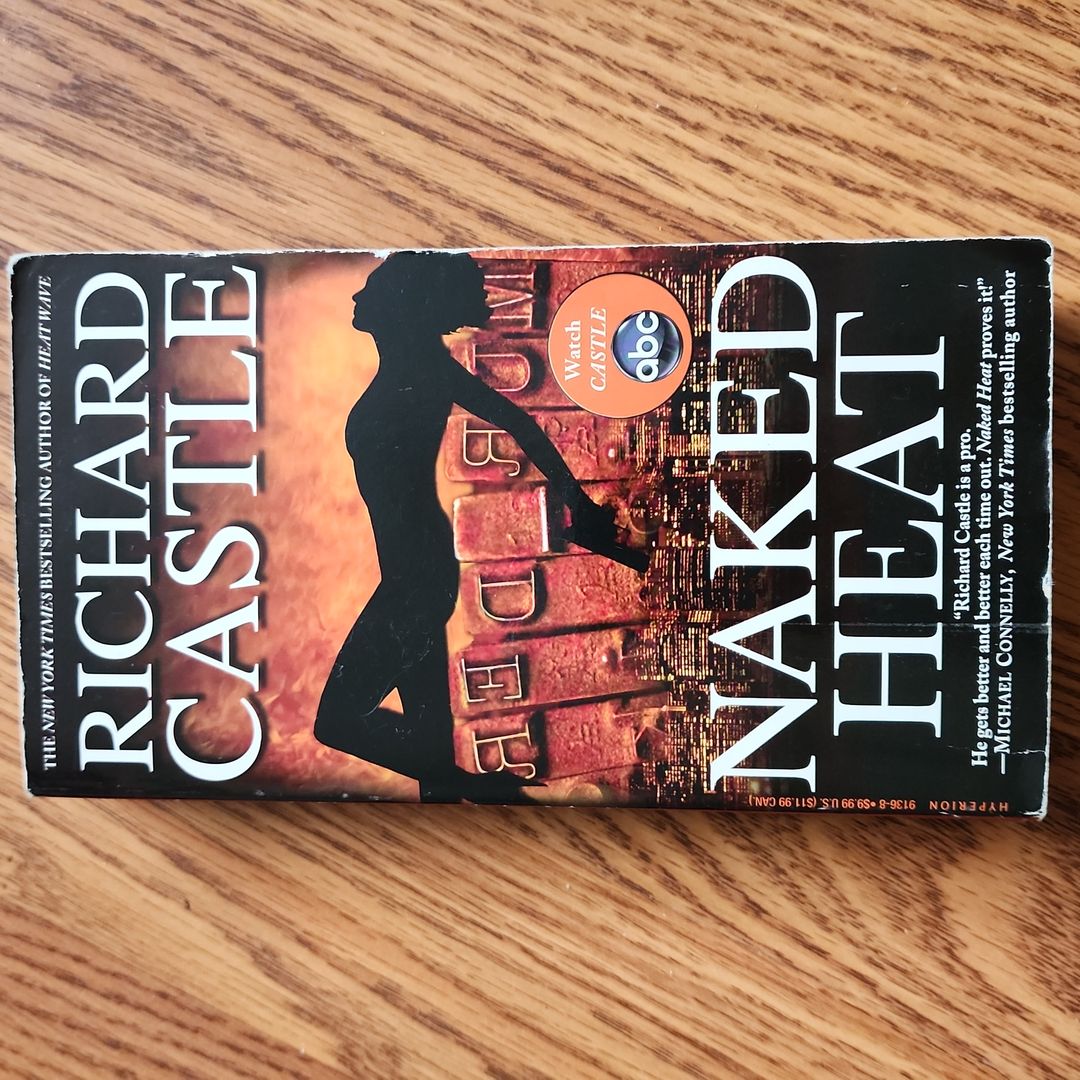 THE NEW YORK TIMES BESTSELLING AUTHOR OF HEAT WAVE
RICHARD
CASTLE
Watch
CASTLE
abc
NAKED
HEAT
“Richard Castle is a pro.
He gets better and better each time out. Naked Heat proves it!”
—MICHAEL CONNELLY, New York Times bestselling author
HYPERION 9136-8 • $9.99 U.S. ($11.99 CAN.)